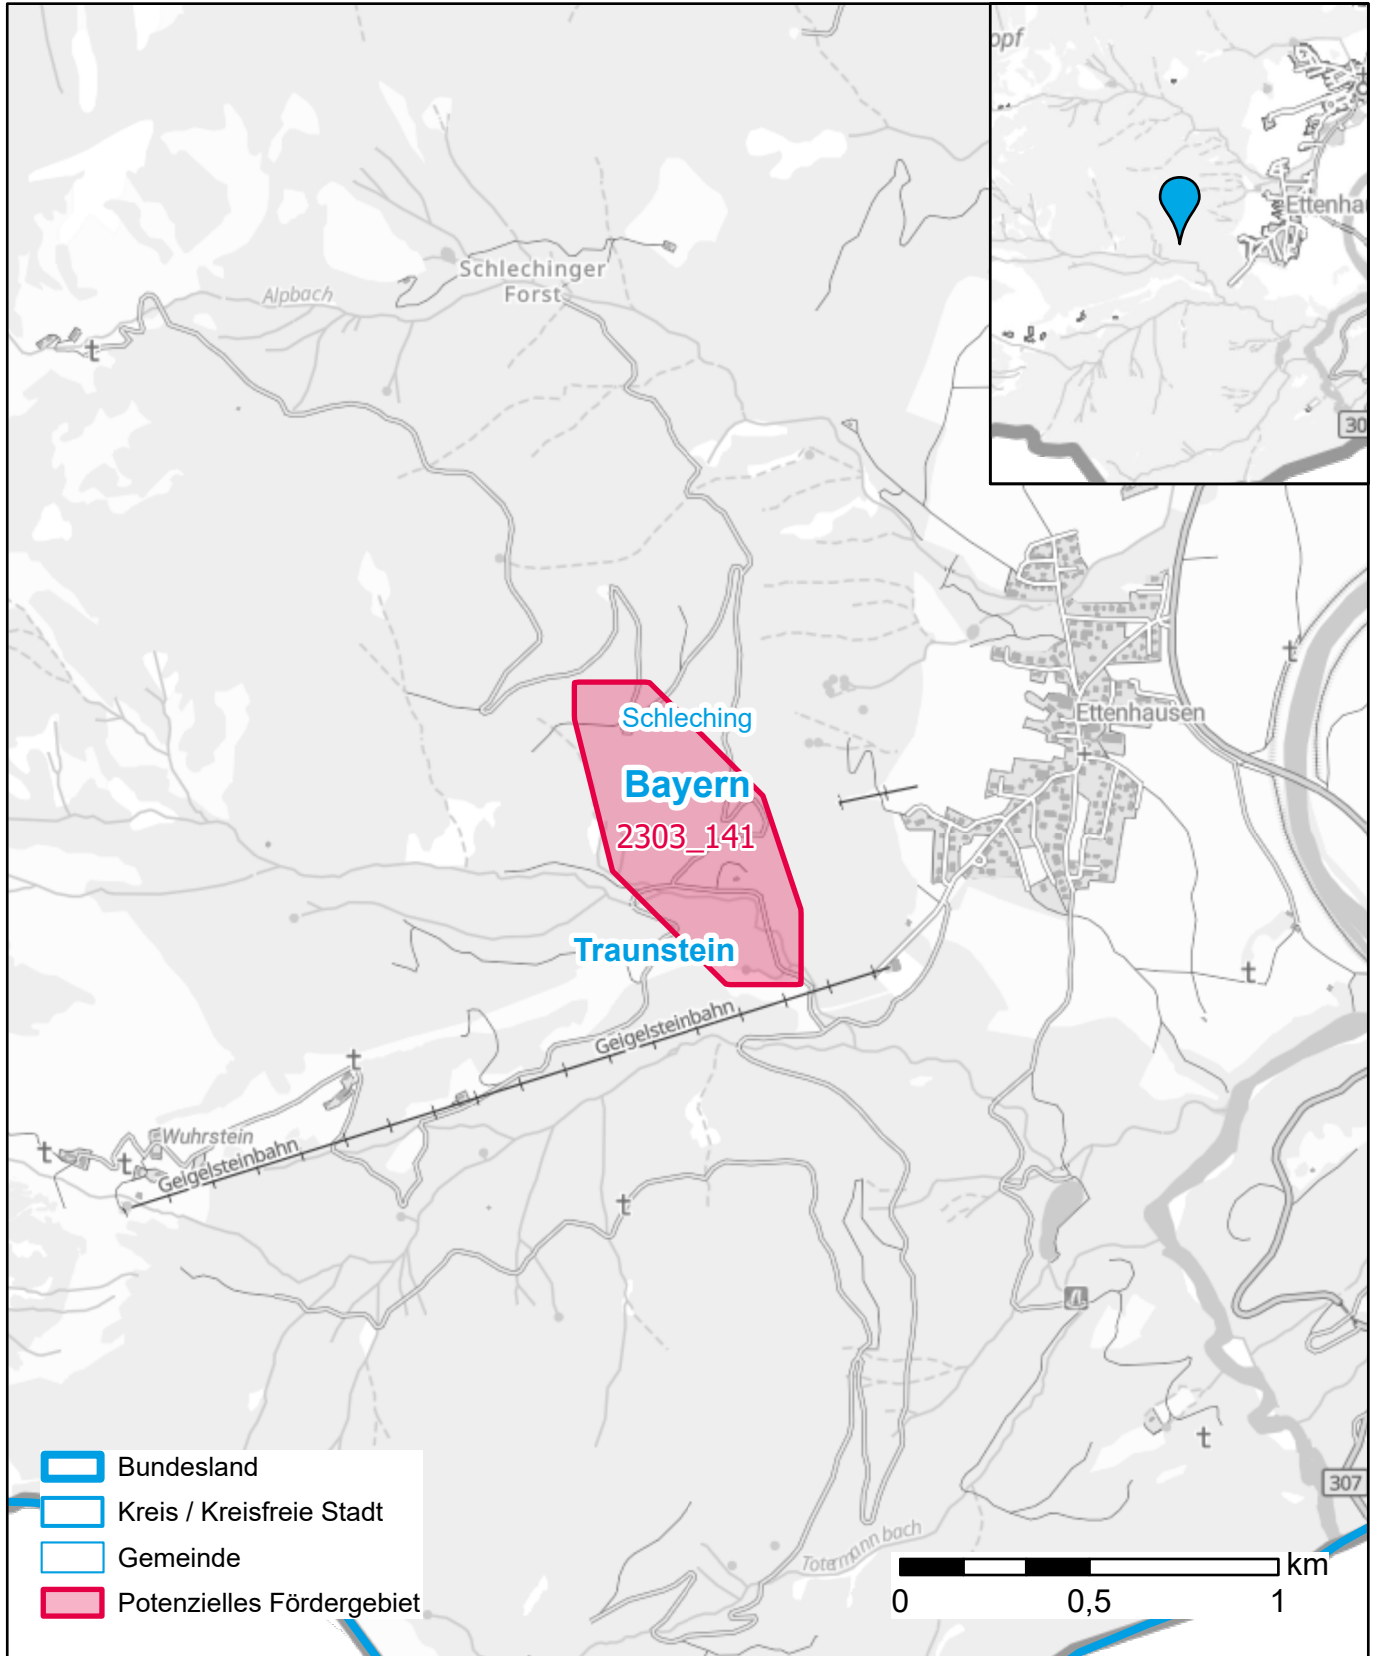 opf
Ettenha
30
Schlechinger
Forst
Alpbach
Schleching
Ettenhausen
Bayern
2303_141
Traunstein
Geigelsteinbahn
Wuhrstein
Geigelsteinbahn
307
Totermann bach
Bundesland
Kreis / Kreisfreie Stadt
Gemeinde
Potenzielles Fördergebiet
km
0 0,5 1